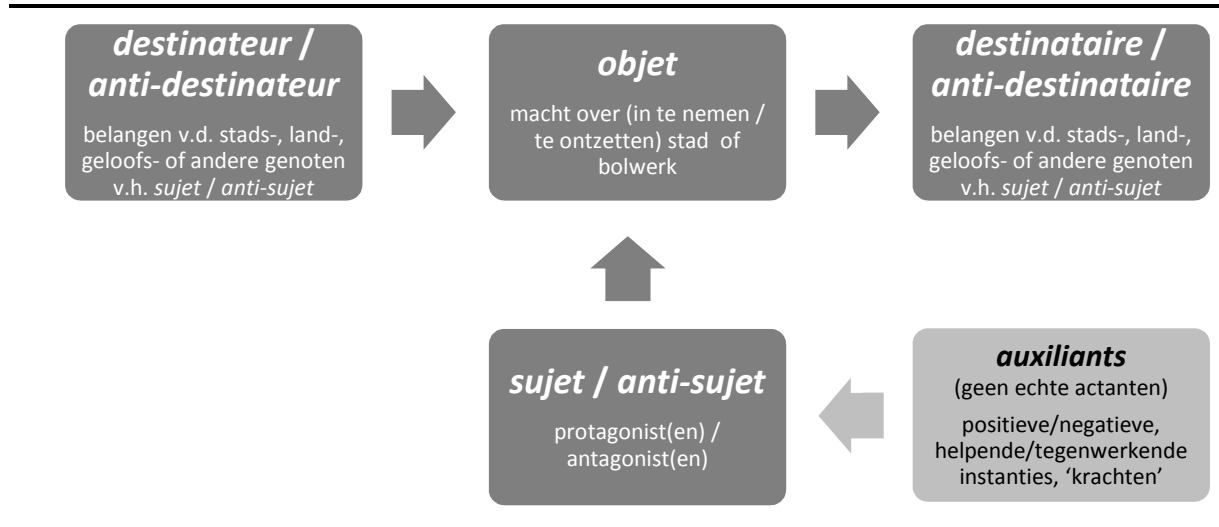 destinateur /
anti-destinateur
belangen v.d. stads-, land-,
geloofs- of andere genoten
v.h. sujet / anti-sujet
objet
macht over (in te nemen /
te ontzetten) stad of
bolwerk
destinataire /
anti-destinataire
belangen v.d. stads-, land-,
geloofs- of andere genoten
v.h. sujet / anti-sujet
sujet / anti-sujet
protagonist(en) /
antagonist(en)
auxiliants
(geen echte actanten)
positieve/negatieve,
helpende/tegenwerkende
instanties, ‘krachten’